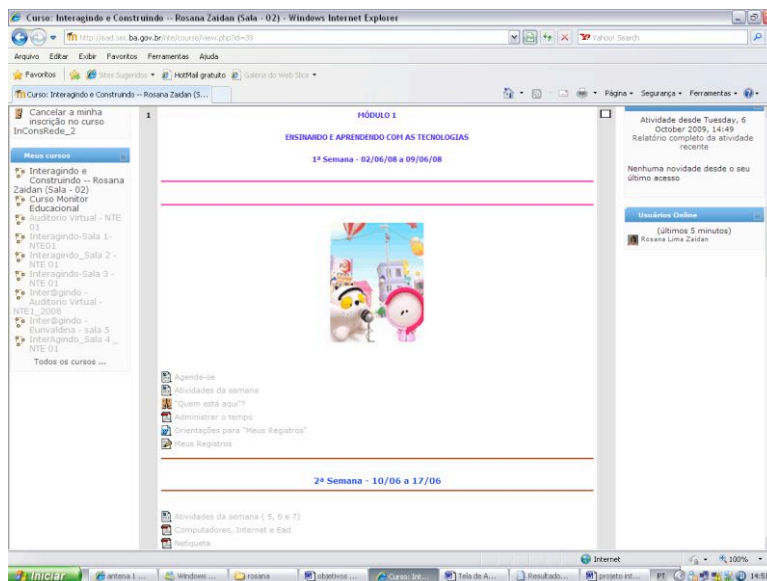 Curso: Interagindo e Construindo -- Rosana Zaidan (Sala - 02) - Windows Internet Explorer
http://ead.sec.ba.gov.br/nte/course/view.php?id=39
Yahoo! Search
Arquivo Editar Exibir Favoritos Ferramentas Ajuda
Favoritos Sites Sugeridos HotMail gratuito Galeria do Web Slice
Curso: Interagindo e Construindo -- Rosana Zaidan (S...
Página Segurança Ferramentas
Cancelar a minha
inscrição no curso
InConsRede_2
Meus cursos
Interagindo e
Construindo -- Rosana
Zaidan (Sala - 02)
Curso Monitor
Educacional
Auditorio Virtual - NTE
01
Interagindo-Sala 1-
NTE01
Interagindo_Sala 2 -
NTE 01
Interagindo-Sala 3 -
NTE 01
Inter@gindo -
Auditorio Virtual -
NTE1_2008
Inter@gindo -
Eunvaldina - sala 5
InterAgindo_Sala 4 _
NTE 01
Todos os cursos ...
1
MÓDULO 1
ENSINANDO E APRENDENDO COM AS TECNOLOGIAS
1ª Semana - 02/06/08 a 09/06/08
Agende-se
Atividades da semana
"Quem está aqui"?
Administrar o tempo
Orientações para "Meus Registros"
Meus Registros
2ª Semana - 10/06 a 17/06
Atividades da semana ( 5, 6 e 7)
Computadores, Internet e Ead
Netiqueta
Atividade desde Tuesday, 6
October 2009, 14:49
Relatório completo da atividade
recente
Nenhuma novidade desde o seu
último acesso
Usuários Online
(últimos 5 minutos)
Rosana Lima Zaidan
Internet 100%
Iniciar antena 1 ... Windows ... rosana objetivos ... Curso: Int... Tela de A... Resultado... projeto int... PT 14:51